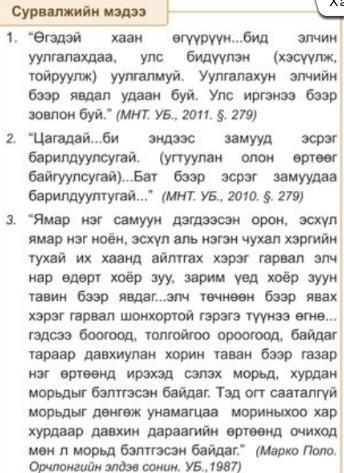 Ха
Сурвалжийн мэдээ
1. “Өгэдэй хаан өгүүрүүн...бид элчин
уулгалахдаа, улс бидүүлэн (хэсүүлж,
тойруулж) уулгалмуй. Уулгалахун элчийн
бээр явдал удаан буй. Улс иргэнээ бээр
зовлон буй.” (МНТ. УБ., 2011. §. 279)
2. “Цагадай...би эндээс замууд эсрэг
барилдуулсугай. (угтуулан олон өртөөг
байгуулсугай)...Бат бээр эсрэг замуудаа
барилдуултугай...” (МНТ. УБ., 2010. §. 279)
3. “Ямар нэг самуун дэгдээсэн орон, эсхүл
ямар нэг ноён, эсхүл аль нэгэн чухал хэргийн
тухай их хаанд айлтгах хэрэг гарвал элч
нар өдөрт хоёр зуу, зарим үед хоёр зуун
тавин бээр явдаг...элч төчнөөн бээр явах
хэрэг гарвал шонхортой гэрэгэ түүнээ өгнө...
гэдсээ боогоод, толгойгоо ороогоод, байдаг
тараар давхиулан хорин таван бээр газар
нэг өртөөнд ирэхэд сэлэх морьд, хурдан
морьдыг бэлтгэсэн байдаг. Тэд огт сааталгүй
морьдыг дөнгөж унамагцаа мориныхоо хар
хурдаар давхин дараагийн өртөөнд очиход
мөн л морьд бэлтгэсэн байдаг.” (Марко Поло.
Орчлонгийн элдэв сонин. УБ.,1987)